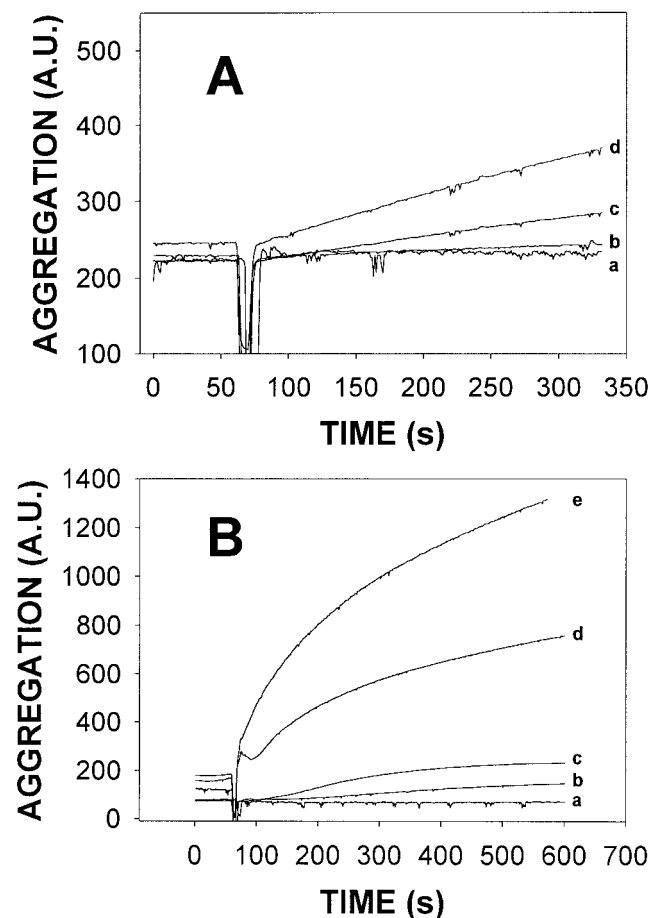 A
AGGREGATION (A.U.)
500
400
300
200
100
d
c
b
a
0 50 100 150 200 250 300 350
TIME (s)
B
AGGREGATION (A.U.)
1400
1200
1000
800
600
400
200
0
e
d
c
b
a
0 100 200 300 400 500 600 700
TIME (s)